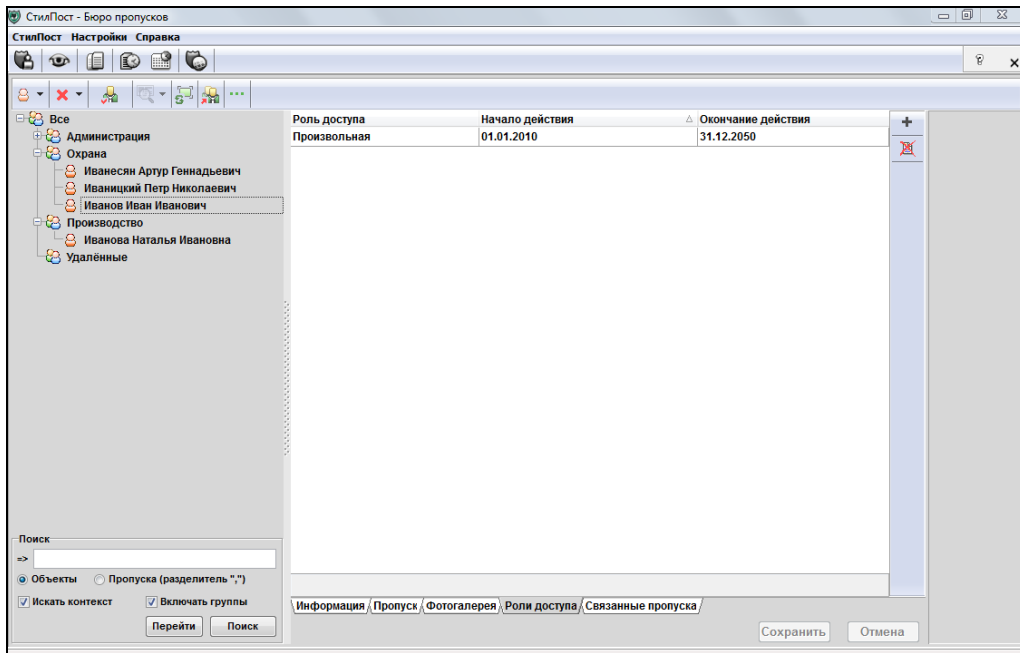 СтилПост - Бюро пропусков
СтилПост Настройки Справка
Все
Администрация
Охрана
Иванесян Артур Геннадьевич
Иваницкий Петр Николаевич
Иванов Иван Иванович
Производство
Иванова Наталья Ивановна
Удалённые
Роль доступа Начало действия Окончание действия
Произвольная 01.01.2010 31.12.2050
Поиск
=>
Объекты Пропуска (разделитель ",")
Искать контекст Включать группы
Перейти Поиск
Информация Пропуск Фотогалерея Роли доступа Связанные пропуска
Сохранить Отмена